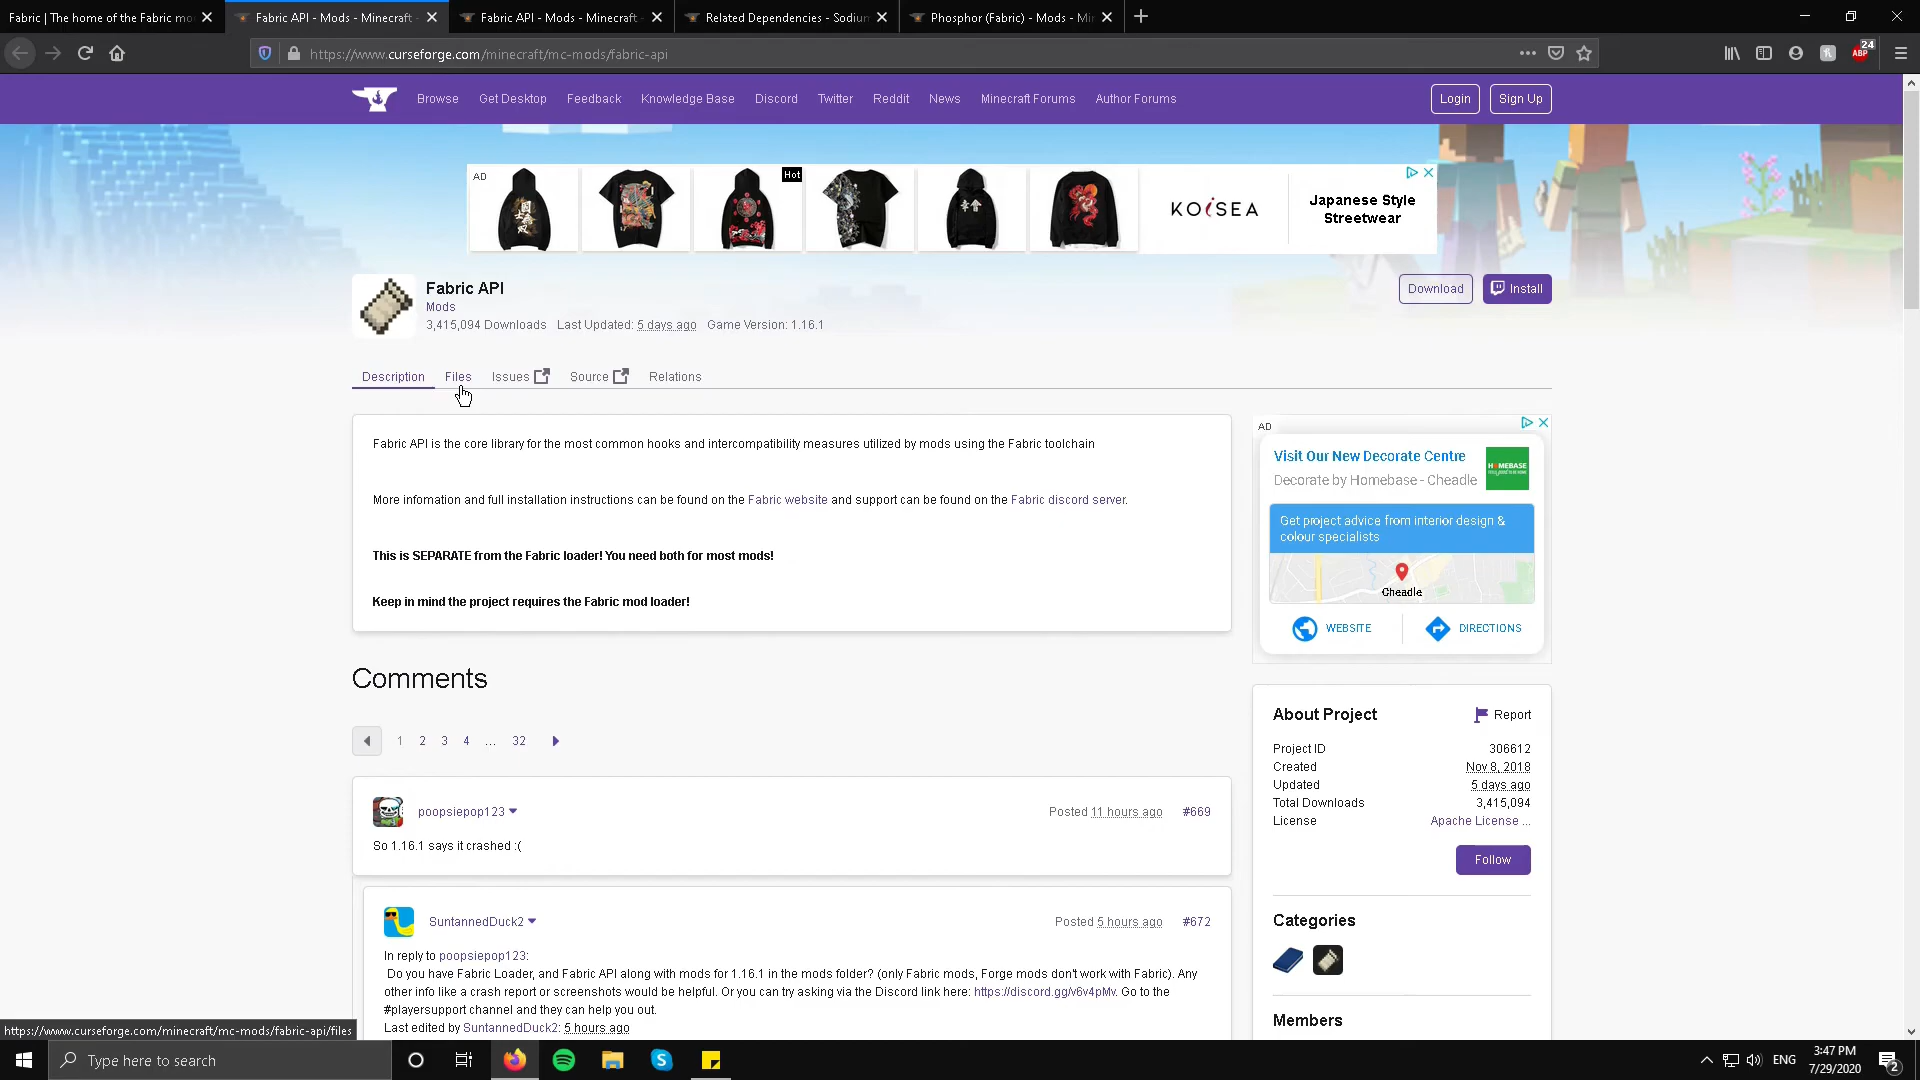 Fabric | The home of the Fabric mo
Fabric API - Mods - Minecraft
Fabric API - Mods - Minecraft
Related Dependencies - Sodiu
Phosphor (Fabric) - Mods - Mi
https://www.curseforge.com/minecraft/mc-mods/fabric-api
ABP
24
Browse
Get Desktop
Feedback
Knowledge Base
Discord
Twitter
Reddit
News
Minecraft Forums
Author Forums
Login
Sign Up
AD
Hot
KOISEA
Japanese Style
Streetwear
Fabric API
Mods
3,415,094 Downloads Last Updated: 5 days ago Game Version: 1.16.1
Download
Install
Description
Files
Issues
Source
Relations
Fabric API is the core library for the most common hooks and intercompatibility measures utilized by mods using the Fabric toolchain
More infomation and full installation instructions can be found on the Fabric website and support can be found on the Fabric discord server.
This is SEPARATE from the Fabric loader! You need both for most mods!
Keep in mind the project requires the Fabric mod loader!
AD
Visit Our New Decorate Centre
Decorate by Homebase - Cheadle
HOMEBASE
Get project advice from interior design &
colour specialists
Cheadle
WEBSITE
DIRECTIONS
Comments
1 2 3 4 ... 32
poopsiepop123
Posted 11 hours ago #669
So 1.16.1 says it crashed :(
SuntannedDuck2
Posted 5 hours ago #672
In reply to poopsiepop123:
Do you have Fabric Loader, and Fabric API along with mods for 1.16.1 in the mods folder? (only Fabric mods, Forge mods don't work with Fabric). Any
other info like a crash report or screenshots would be helpful. Or you can try asking via the Discord link here: https://discord.gg/v6v4pMv. Go to the
#playersupport channel and they can help you out.
Last edited by SuntannedDuck2: 5 hours ago
About Project
Report
Project ID 306612
Created Nov 8, 2018
Updated 5 days ago
Total Downloads 3,415,094
License Apache License ...
Follow
Categories
Members
https://www.curseforge.com/minecraft/mc-mods/fabric-api/files
Type here to search
ENG
3:47 PM
7/29/2020
2